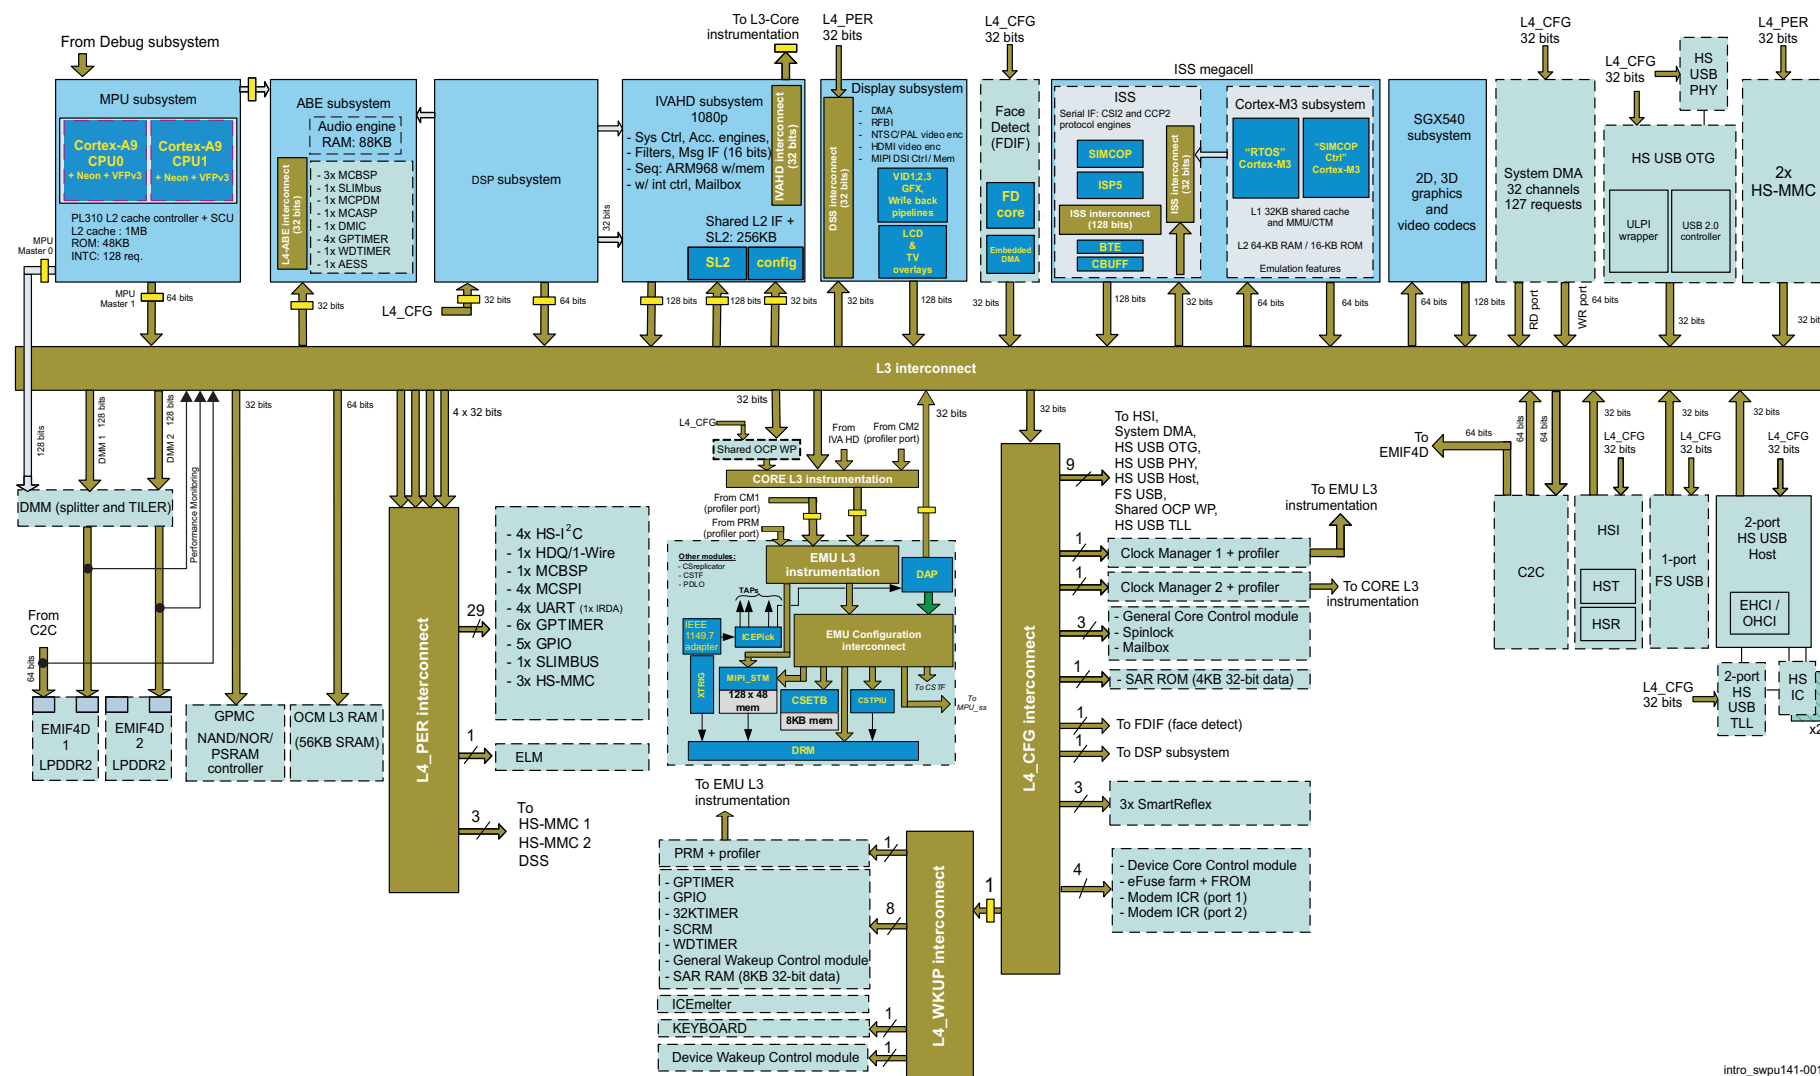 To L3-Core
instrumentation
L4_PER
32 bits
L4_CFG
32 bits
L4_CFG
32 bits
L4_PER
32 bits
From Debug subsystem
L4_CFG
32 bits
HS
USB
PHY
MPU subsystem
Cortex-A9
CPU0
+ Neon + VFPv3
Cortex-A9
CPU1
+ Neon + VFPv3
PL310 L2 cache controller + SCU
L2 cache : 1MB
ROM: 48KB
INTC: 128 req.
MPU
Master 0
MPU
Master 1
64 bits
ABE subsystem
Audio engine
RAM: 88KB
L4-ABE interconnect
(32 bits)
- 3x MCBSP
- 1x SLIMbus
- 1x MCPDM
- 1x MCASP
- 1x DMIC
- 4x GPTIMER
- 1x WDTIMER
- 1x AESS
32 bits
DSP subsystem
L4_CFG
32 bits
64 bits
32 bits
IVAHD subsystem
1080p
- Sys Ctrl, Acc. engines,
- Filters, Msg IF (16 bits)
- Seq: ARM968 w/mem
- w/ int ctrl, Mailbox
IVAHD interconnect
(32 bits)
Shared L2 IF +
SL2: 256KB
SL2
config
128 bits
128 bits
32 bits
Display subsystem
- DMA
- RFBI
- NTSC/PAL video enc
- HDMI video enc
- MIPI DSI Ctrl / Mem
DSS interconnect
(32 bits)
VID1,2,3
GFX,
Write back
pipelines
LCD
&
TV
overlays
32 bits
128 bits
Face
Detect
(FDIF)
FD
core
Embedded
DMA
32 bits
ISS megacell
ISS
Serial IF: CSI2 and CCP2
protocol engines
SIMCOP
ISP5
ISS interconnect
(128 bits)
BTE
CBUFF
ISS interconnect
(32 bits)
Cortex-M3 subsystem
“RTOS”
Cortex-M3
“SIMCOP
Ctrl”
Cortex-M3
L1 32KB shared cache
and MMU/CTM
L2 64-KB RAM / 16-KB ROM
Emulation features
128 bits
32 bits
64 bits
64 bits
SGX540
subsystem
2D, 3D
graphics
and
video codecs
64 bits
128 bits
System DMA
32 channels
127 requests
RD port
WR port
64 bits
HS USB OTG
ULPI
wrapper
USB 2.0
controller
32 bits
2x
HS-MMC
32 bit
L3 interconnect
128 bits
DMM 1 128 bits
DMM 2 128 bits
Performance Monitoring
DMM (splitter and TILER)
From
C2C
64 bits
EMIF4D
1
LPDDR2
EMIF4D
2
LPDDR2
32 bits
GPMC
NAND/NOR/
PSRAM
controller
64 bits
OCM L3 RAM
(56KB SRAM)
4 x 32 bits
L4_PER interconnect
29
- 4x HS-I2C
- 1x HDQ/1-Wire
- 1x MCBSP
- 4x MCSPI
- 4x UART (1x IRDA)
- 6x GPTIMER
- 5x GPIO
- 1x SLIMBUS
- 3x HS-MMC
1
ELM
3
To
HS-MMC 1
HS-MMC 2
DSS
32 bits
L4_CFG
Shared OCP WP
From
IVA HD
From CM2
(profiler port)
32 bits
CORE L3 instrumentation
From CM1
(profiler port)
From PRM
(profiler port)
Other modules:
- CSreplicator
- CSTF
- PDLO
EMU L3
instrumentation
DAP
TAPs
IEEE
1149.7
adapter
ICEPick
EMU Configuration
interconnect
XTRIG
MIPI_STM
128 x 48
mem
CSETB
8KB mem
CSTPIU
To CSTF
To
MPU_ss
DRM
To EMU L3
instrumentation
PRM + profiler
1
- GPTIMER
- GPIO
- 32KTIMER
- SCRM
- WDTIMER
- General Wakeup Control module
- SAR RAM (8KB 32-bit data)
8
ICEmelter
KEYBOARD
1
Device Wakeup Control module
1
L4_WKUP interconnect
1
32 bits
L4_CFG interconnect
9
To HSI,
System DMA,
HS USB OTG,
HS USB PHY,
HS USB Host,
FS USB,
Shared OCP WP,
HS USB TLL
To EMU L3
instrumentation
1
Clock Manager 1 + profiler
1
Clock Manager 2 + profiler
To CORE L3
instrumentation
3
- General Core Control module
- Spinlock
- Mailbox
1
- SAR ROM (4KB 32-bit data)
1
To FDIF (face detect)
1
To DSP subsystem
3
3x SmartReflex
4
- Device Core Control module
- eFuse farm + FROM
- Modem ICR (port 1)
- Modem ICR (port 2)
To
EMIF4D
64 bits
64 bits
64 bits
C2C
32 bits
L4_CFG
32 bits
HSI
HST
HSR
32 bits
L4_CFG
32 bits
1-port
FS USB
32 bits
L4_CFG
32 bits
2-port
HS USB
Host
EHCI /
OHCI
L4_CFG
32 bits
2-port
HS
USB
TLL
HS
IC
x2
intro_swpu141-001